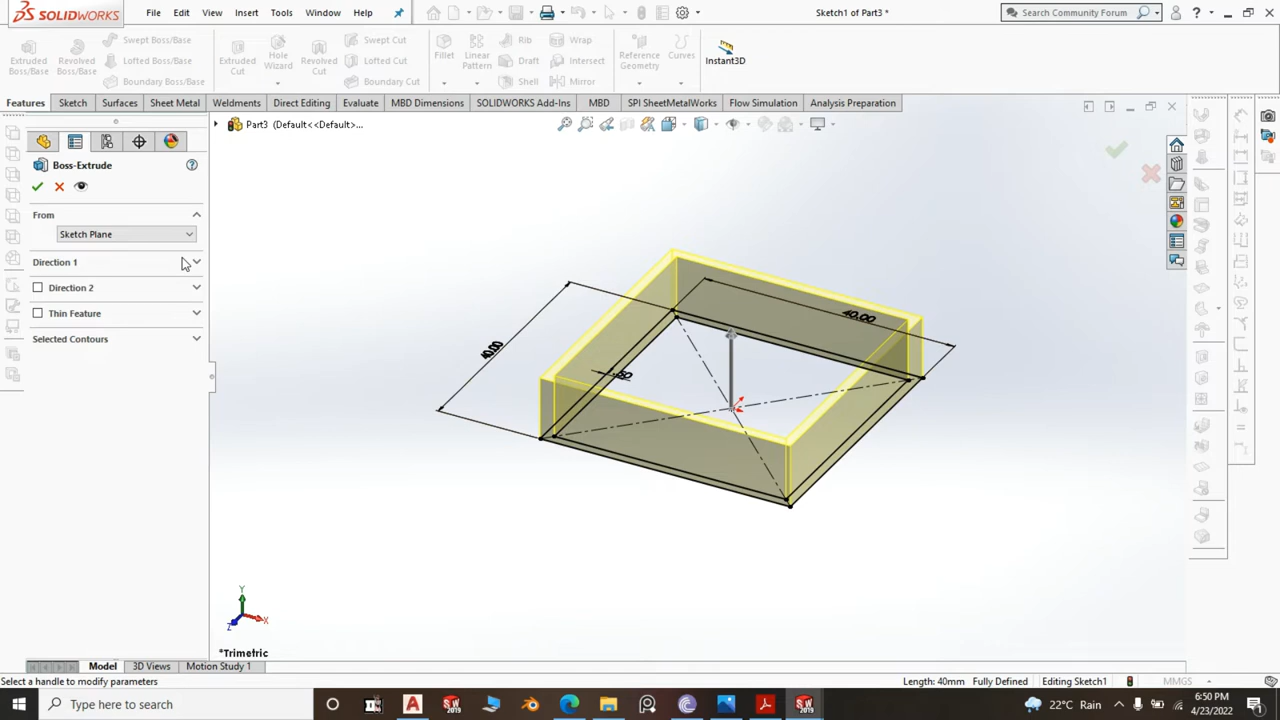 SOLIDWORKS File Edit View Insert Tools Window Help Sketch1 of Part3 * Search Community Forum
Extruded Boss/Base Revolved Boss/Base Swept Boss/Base Lofted Boss/Base Boundary Boss/Base Extruded Cut Hole Wizard Revolved Cut Swept Cut Lofted Cut Boundary Cut Fillet Linear Pattern Rib Draft Shell Wrap Intersect Mirror Reference Geometry Curves Instant3D
Features Sketch Surfaces Sheet Metal Weldments Direct Editing Evaluate MBD Dimensions SOLIDWORKS Add-Ins MBD SPI SheetMetalWorks Flow Simulation Analysis Preparation
Part3 (Default<<Default>...
Boss-Extrude
From
Sketch Plane
Direction 1
Direction 2
Thin Feature
Selected Contours
40.00
40.00
Y
X
Z
*Trimetric
Model 3D Views Motion Study 1
Select a handle to modify parameters Length: 40mm Fully Defined Editing Sketch1 MMGS
Type here to search 22°C Rain 6:50 PM
4/23/2022